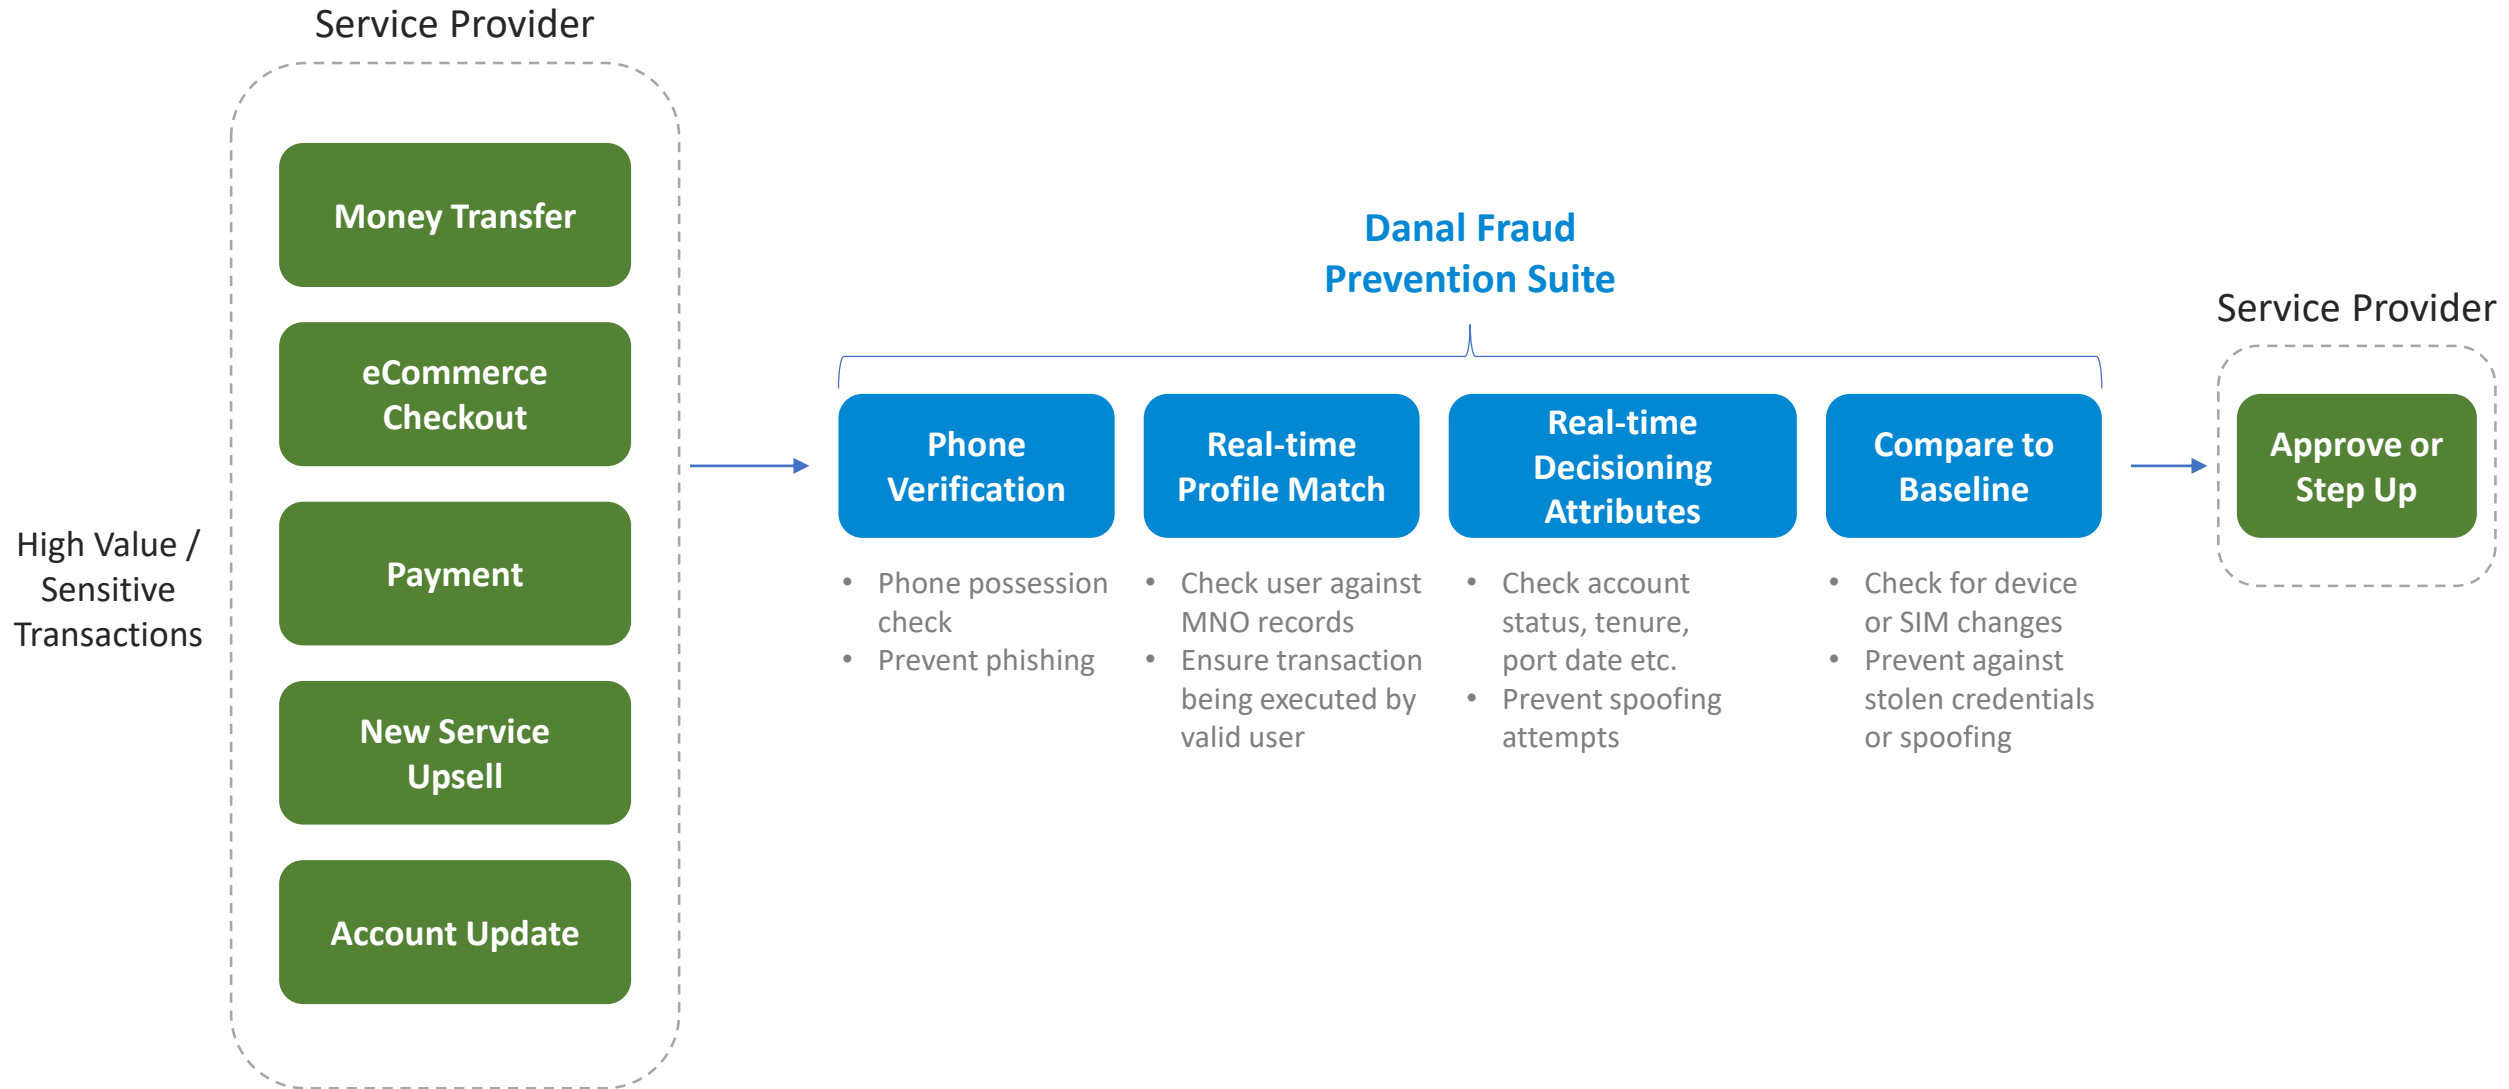 Service Provider
High Value /
Sensitive
Transactions
Money Transfer
eCommerce
Checkout
Payment
New Service
Upsell
Account Update
Danal Fraud
Prevention Suite
Phone
Verification
• Phone possession
check
• Prevent phishing
Real-time
Profile Match
• Check user against
MNO records
• Ensure transaction
being executed by
valid user
Real-time
Decisioning
Attributes
• Check account
status, tenure,
port date etc.
• Prevent spoofing
attempts
Compare to
Baseline
• Check for device
or SIM changes
• Prevent against
stolen credentials
or spoofing
Service Provider
Approve or
Step Up